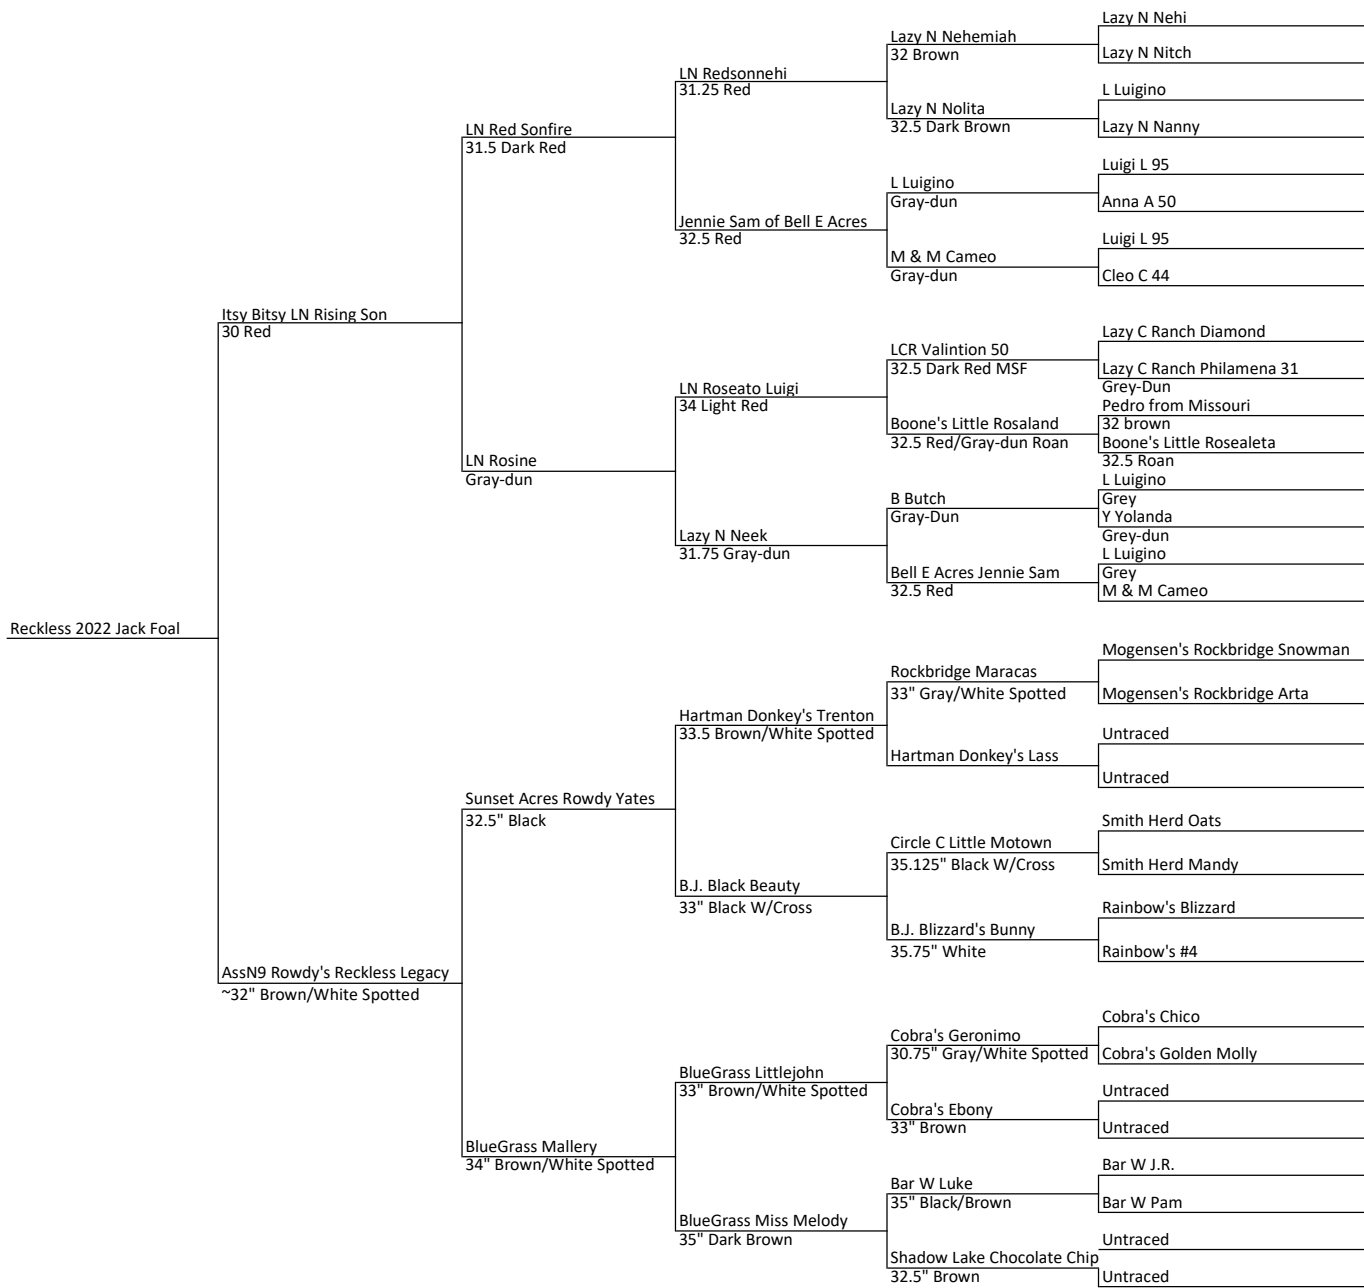 Reckless 2022 Jack Foal
Itsy Bitsy LN Rising Son
30 Red
AssN9 Rowdy's Reckless Legacy
~32" Brown/White Spotted
LN Red Sonfire
31.5 Dark Red
LN Rosine
Gray-dun
Sunset Acres Rowdy Yates
32.5" Black
BlueGrass Mallery
34" Brown/White Spotted
LN Redsonnehi
31.25 Red
Jennie Sam of Bell E Acres
32.5 Red
LN Roseato Luigi
34 Light Red
Lazy N Neek
31.75 Gray-dun
Hartman Donkey's Trenton
33.5 Brown/White Spotted
B.J. Black Beauty
33" Black W/Cross
BlueGrass Littlejohn
33" Brown/White Spotted
BlueGrass Miss Melody
35" Dark Brown
Lazy N Nehemiah
32 Brown
Lazy N Nolita
32.5 Dark Brown
L Luigino
Gray-dun
M & M Cameo
Gray-dun
LCR Valintion 50
32.5 Dark Red MSF
Boone's Little Rosaland
32.5 Red/Gray-dun Roan
B Butch
Gray-Dun
Bell E Acres Jennie Sam
32.5 Red
Rockbridge Maracas
33" Gray/White Spotted
Hartman Donkey's Lass
Circle C Little Motown
35.125" Black W/Cross
B.J. Blizzard's Bunny
35.75" White
Cobra's Geronimo
30.75" Gray/White Spotted
Cobra's Ebony
33" Brown
Bar W Luke
35" Black/Brown
Shadow Lake Chocolate Chip
32.5" Brown
Lazy N Nehi
Lazy N Nitch
L Luigino
Lazy N Nanny
Luigi L 95
Anna A 50
Luigi L 95
Cleo C 44
Lazy C Ranch Diamond
Lazy C Ranch Philamena 31
Grey-Dun
Pedro from Missouri
32 brown
Boone's Little Rosealeta
32.5 Roan
L Luigino
Grey
Y Yolanda
Grey-dun
L Luigino
Grey
M & M Cameo
Mogensen's Rockbridge Snowman
Mogensen's Rockbridge Arta
Untraced
Untraced
Smith Herd Oats
Smith Herd Mandy
Rainbow's Blizzard
Rainbow's #4
Cobra's Chico
Cobra's Golden Molly
Untraced
Untraced
Bar W J.R.
Bar W Pam
Untraced
Untraced